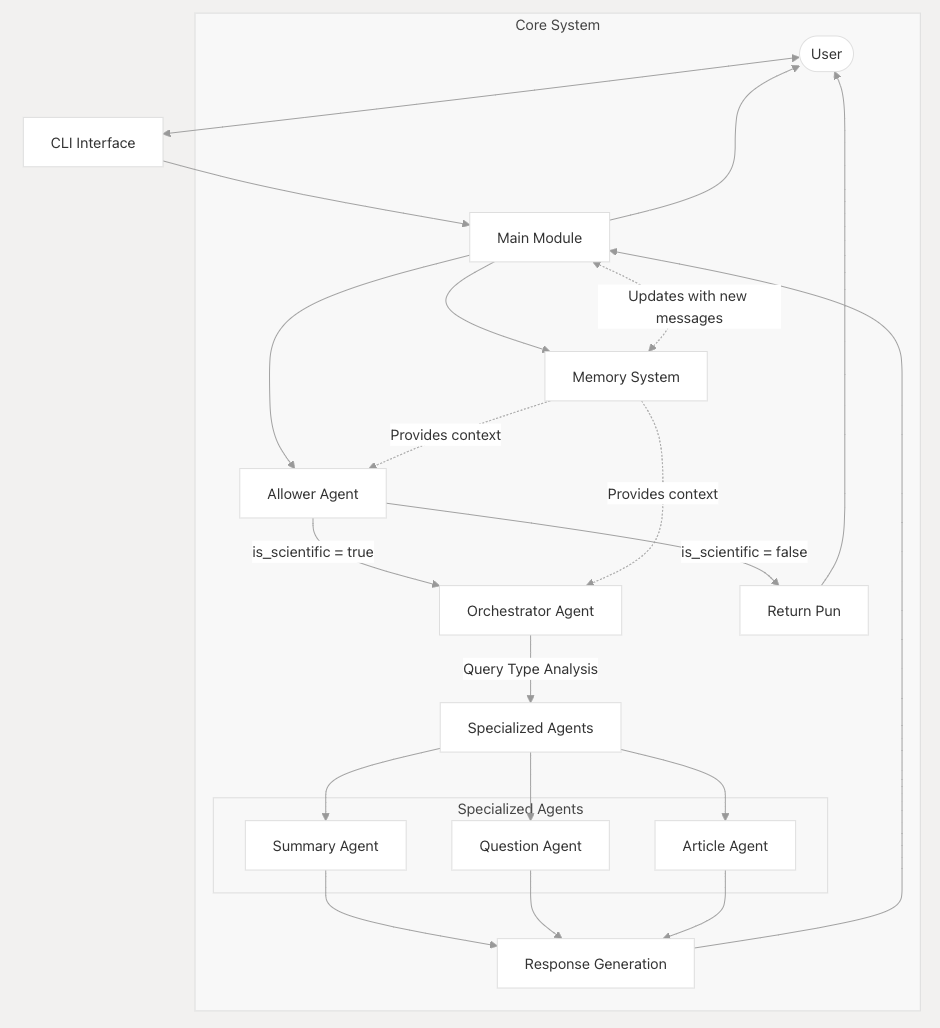 Core System
User
CLI Interface
Main Module
Updates with new
messages
Memory System
Provides context
Allower Agent
Provides context
is_scientific = true
is_scientific = false
Orchestrator Agent
Return Pun
Query Type Analysis
Specialized Agents
Specialized Agents
Summary Agent
Question Agent
Article Agent
Response Generation